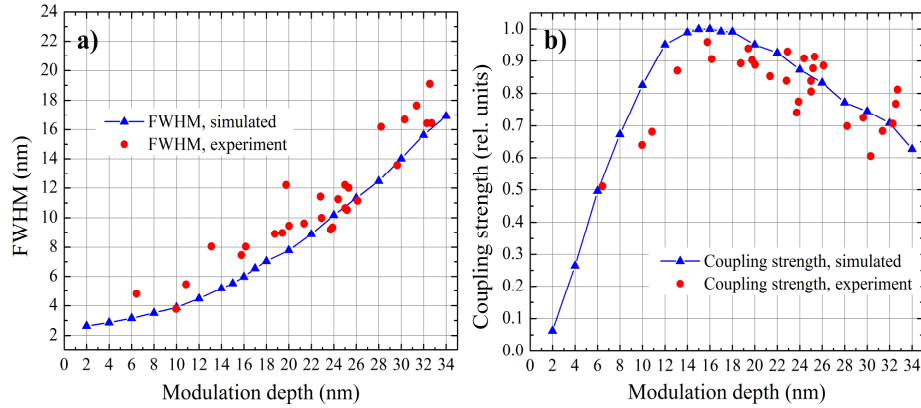 a)
FWHM, simulated
FWHM, experiment
FWHM (nm)
24
22
20
18
16
14
12
10
8
6
4
2
0 2 4 6 8 10 12 14 16 18 20 22 24 26 28 30 32 34
Modulation depth (nm)
b)
Coupling strength, simulated
Coupling strength, experiment
Coupling strength (rel. units)
1.0
0.9
0.8
0.7
0.6
0.5
0.4
0.3
0.2
0.1
0.0
0 2 4 6 8 10 12 14 16 18 20 22 24 26 28 30 32 34
Modulation depth (nm)